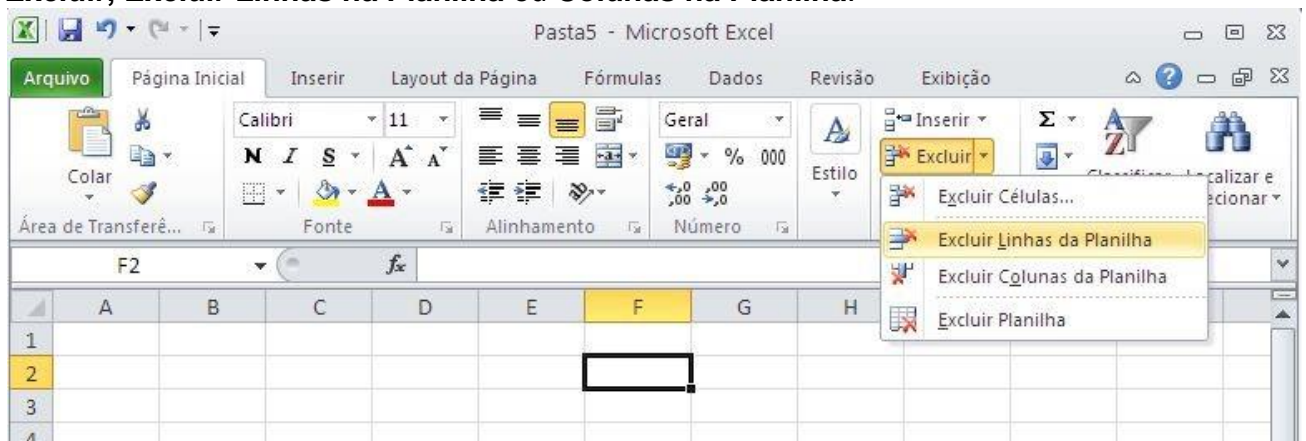 Excluir, Excluir Linhas na Planilha ou Colunas na Planilha.
Pasta5 - Microsoft Excel
Arquivo Página Inicial Inserir Layout da Página Fórmulas Dados Revisão Exibição
Calibri 11 Geral Inserir Σ
Colar N I S A A % 000 Estilo Excluir
A ,00 ,0
Excluir Células...
Localizar e
Área de Transferê... Fonte Alinhamento Número
Excluir Linhas da Planilha
F2 fx
Excluir Colunas da Planilha
A B C D E F G H
Excluir Planilha
1
2
3
4